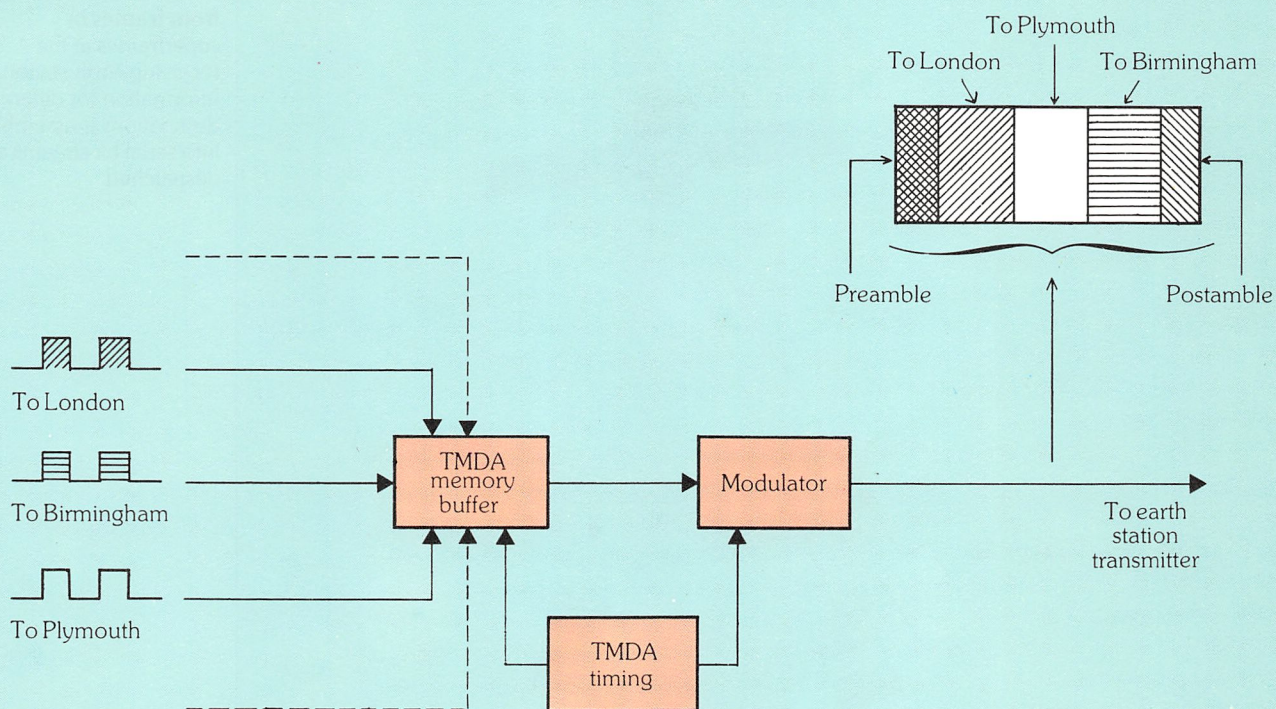 To Plymouth
To London
To Birmingham
Preamble
Postamble
To London
To Birmingham
To Plymouth
TMDA
memory
buffer
Modulator
To earth
station
transmitter
TMDA
timing